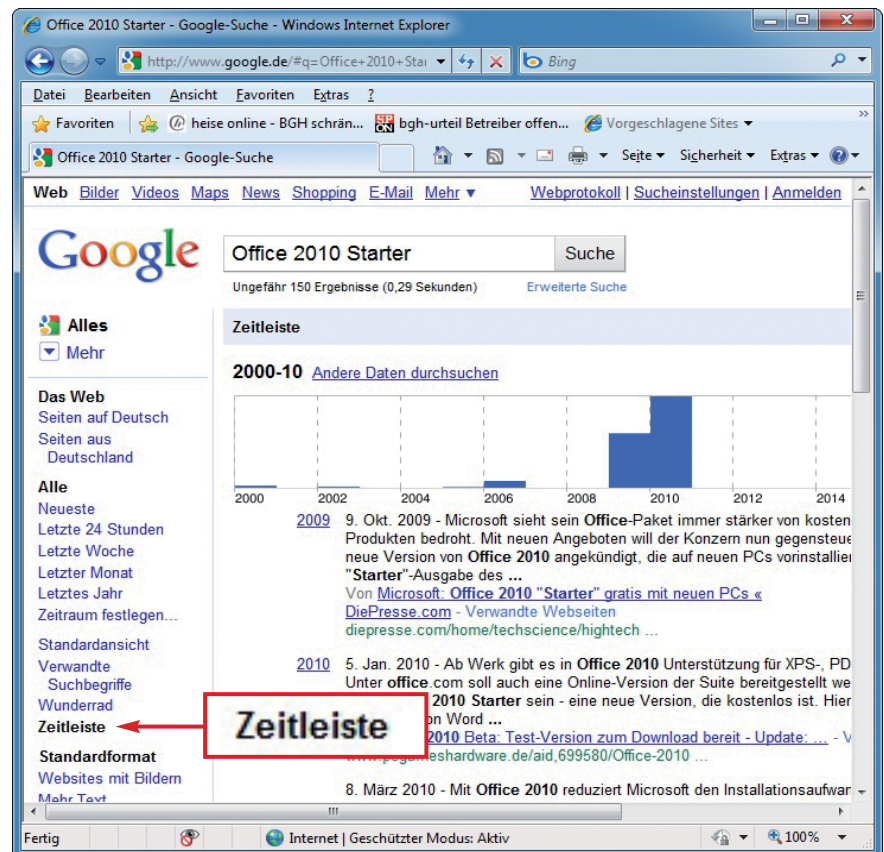 Office 2010 Starter - Google-Suche - Windows Internet Explorer
http://www.google.de/#q=Office+2010+Star
Bing
Datei Bearbeiten Ansicht Favoriten Extras ?
Favoriten heise online - BGH schrän... bgh-urteil Betreiber offen... Vorgeschlagene Sites
Office 2010 Starter - Google-Suche
Seite Sicherheit Extras
Web Bilder Videos Maps News Shopping E-Mail Mehr Webprotokoll | Sucheinstellungen | Anmelden
Google
Office 2010 Starter
Suche
Ungefähr 150 Ergebnisse (0,29 Sekunden)
Erweiterte Suche
Alles
Mehr
Das Web
Seiten auf Deutsch
Seiten aus
Deutschland
Alle
Neueste
Letzte 24 Stunden
Letzte Woche
Letzter Monat
Letztes Jahr
Zeitraum festlegen...
Standardansicht
Verwandte
Suchbegriffe
Wunderrad
Zeitleiste
Standardformat
Websites mit Bildern
Mehr Text
Zeitleiste
2000-10 Andere Daten durchsuchen
2000 2002 2004 2006 2008 2010 2012 2014
2009 9. Okt. 2009 - Microsoft sieht sein Office-Paket immer stärker von kosten
Produkten bedroht. Mit neuen Angeboten will der Konzern nun gegensteue
neue Version von Office 2010 angekündigt, die auf neuen PCs vorinstallier
"Starter"-Ausgabe des ...
Von Microsoft: Office 2010 "Starter" gratis mit neuen PCs «
DiePresse.com - Verwandte Webseiten
diepresse.com/home/techscience/hightech ...
2010 5. Jan. 2010 - Ab Werk gibt es in Office 2010 Unterstützung für XPS-, PD
Unter office.com soll auch eine Online-Version der Suite bereitgestellt we
2010 Starter sein - eine neue Version, die kostenlos ist. Hier
on Word ...
2010 Beta: Test-Version zum Download bereit - Update: ... - V
www.pcgameshardware.de/aid,699580/Office-2010 ...
8. März 2010 - Mit Office 2010 reduziert Microsoft den Installationsaufwar
Zeitleiste
Fertig
Internet | Geschützter Modus: Aktiv
100%